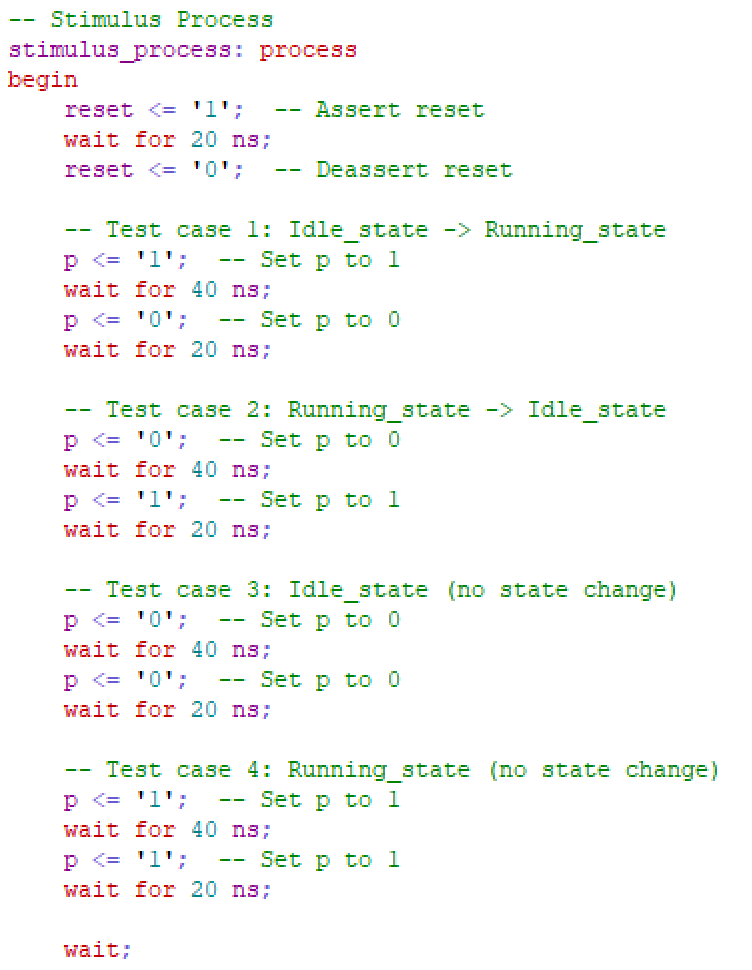 -- Stimulus Process
stimulus_process: process
begin
    reset <= '1';  -- Assert reset
    wait for 20 ns;
    reset <= '0';  -- Deassert reset

    -- Test case 1: Idle_state -> Running_state
    p <= '1';  -- Set p to 1
    wait for 40 ns;
    p <= '0';  -- Set p to 0
    wait for 20 ns;

    -- Test case 2: Running_state -> Idle_state
    p <= '0';  -- Set p to 0
    wait for 40 ns;
    p <= '1';  -- Set p to 1
    wait for 20 ns;

    -- Test case 3: Idle_state (no state change)
    p <= '0';  -- Set p to 0
    wait for 40 ns;
    p <= '0';  -- Set p to 0
    wait for 20 ns;

    -- Test case 4: Running_state (no state change)
    p <= '1';  -- Set p to 1
    wait for 40 ns;
    p <= '1';  -- Set p to 1
    wait for 20 ns;

    wait;